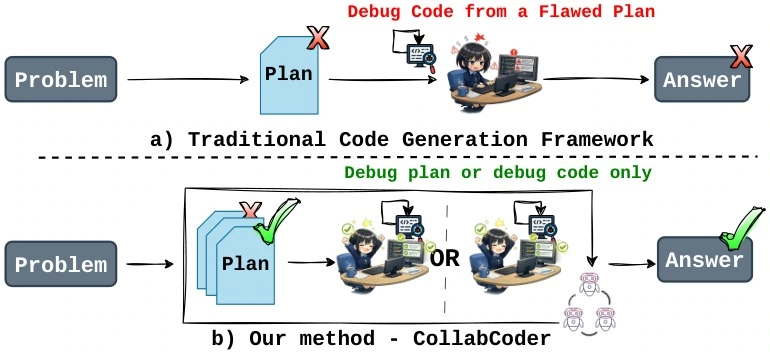 Debug Code from a Flawed Plan
Problem
Plan
Answer
a) Traditional Code Generation Framework
Debug plan or debug code only
Problem
Plan
OR
Answer
b) Our method - CollabCoder